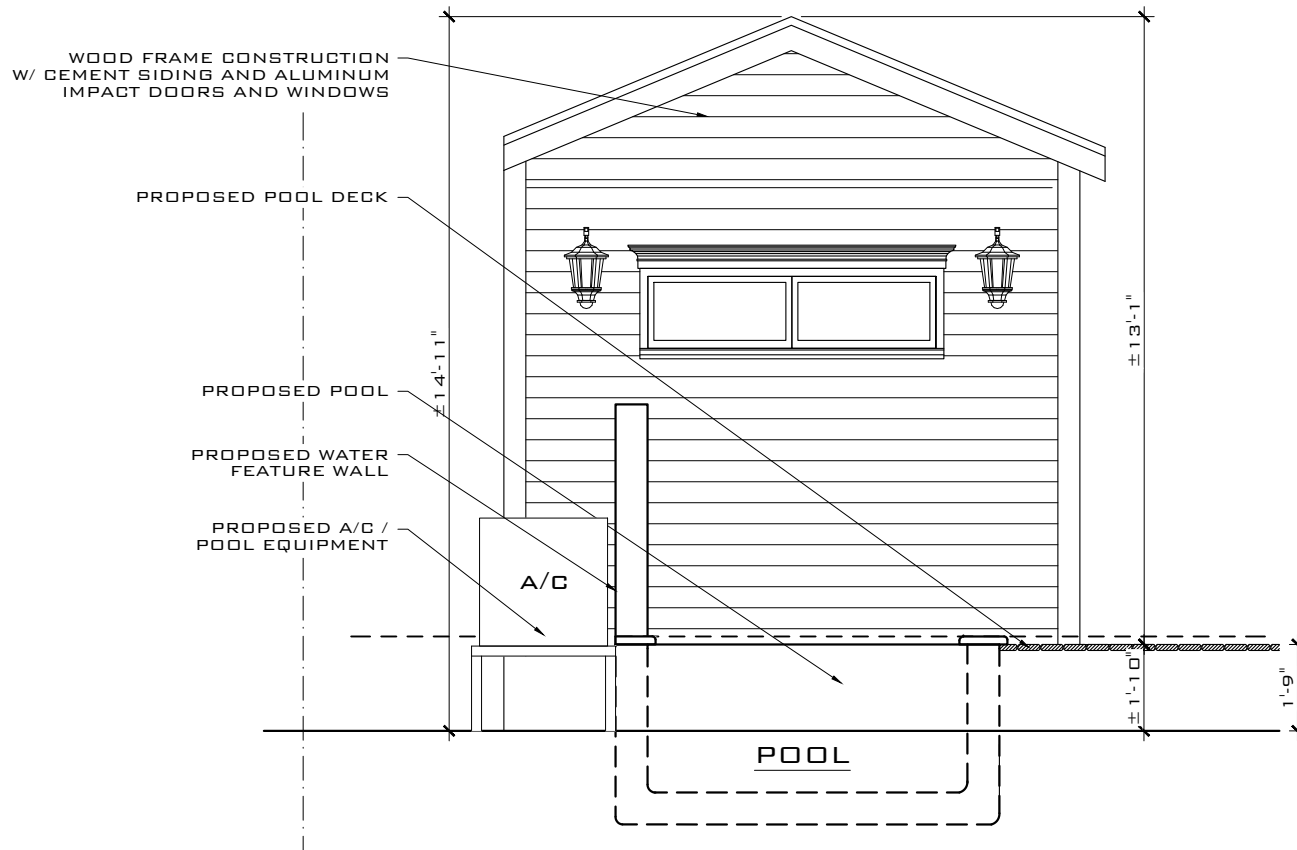 WOOD FRAME CONSTRUCTION
W/ CEMENT SIDING AND ALUMINUM
IMPACT DOORS AND WINDOWS
PROPOSED POOL DECK
±14'-11"
±13'-1"
PROPOSED POOL
PROPOSED WATER
FEATURE WALL
PROPOSED A/C /
POOL EQUIPMENT
A/C
±1'-10"
1'-9"
POOL